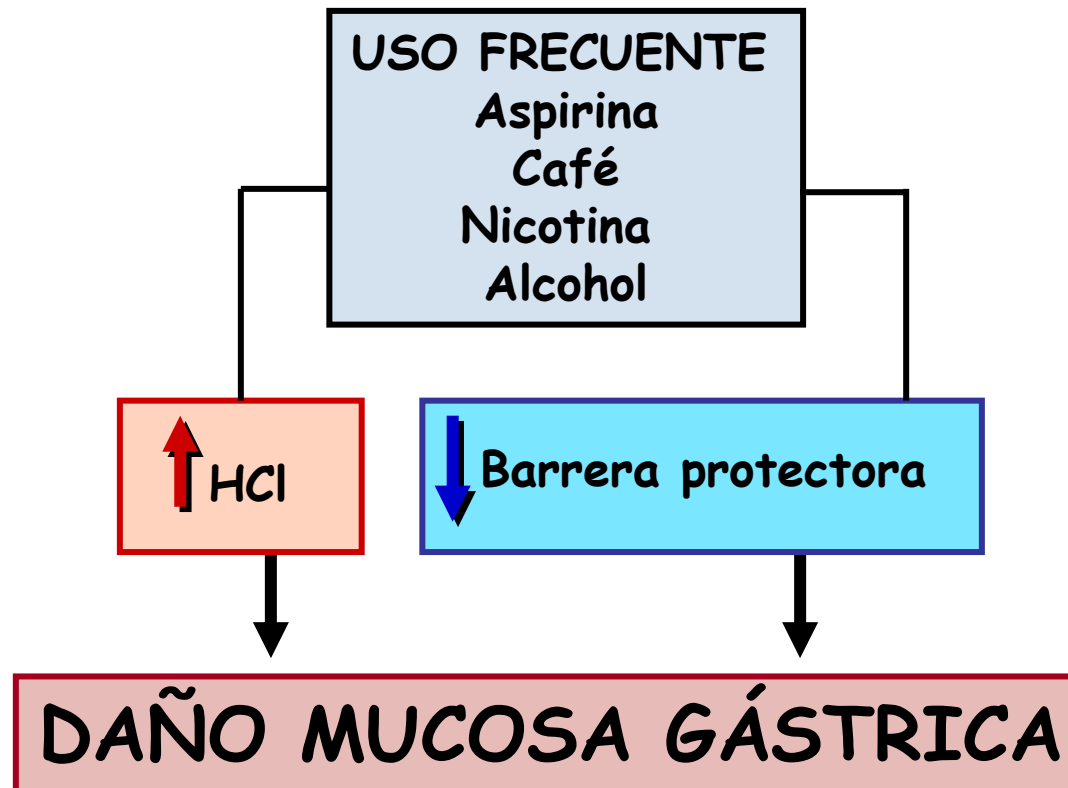 USO FRECUENTE
Aspirina
Café
Nicotina
Alcohol
HCl
Barrera protectora
DAÑO MUCOSA GÁSTRICA